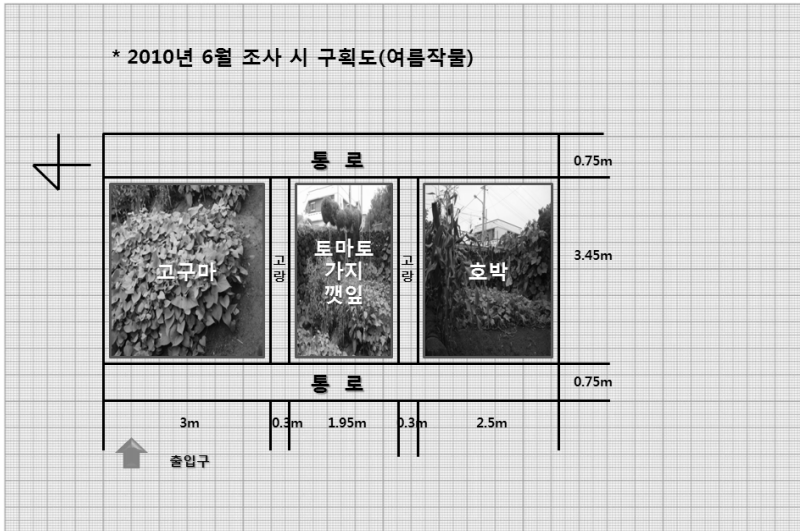 * 2010년 6월 조사 시 구획도(여름작물)
통 로
0.75m
고구마
고랑
토마토
가지
깻잎
고랑
호박
3.45m
통 로
0.75m
3m
0.3m
1.95m
0.3m
2.5m
출입구